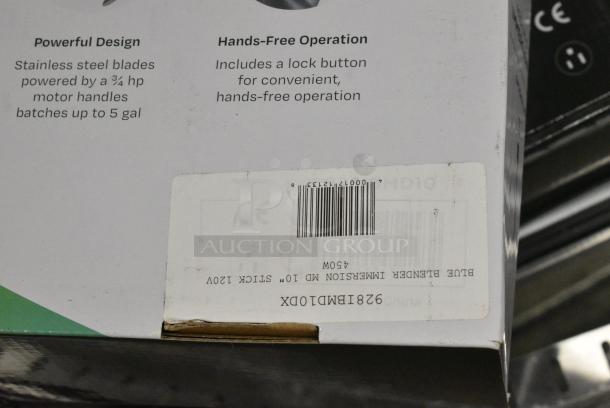 Powerful Design
Stainless steel blades
powered by a ¾ hp
motor handles
batches up to 5 gal
Hands-Free Operation
Includes a lock button
for convenient,
hands-free operation
CE
928IBMD10DX
BLUE BLENDER IMMERSION MD 10" STICK 120V
450W
AUCTION GROUP